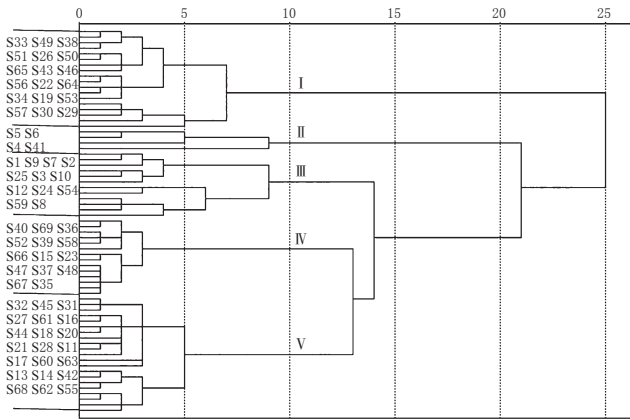 0 5 10 15 20 25
S33 S49 S38
S51 S26 S50
S65 S43 S46
S56 S22 S64
S34 S19 S53
S57 S30 S29
S5 S6
S4 S41
S1 S9 S7 S2
S25 S3 S10
S12 S24 S54
S59 S8
S40 S69 S36
S52 S39 S58
S66 S15 S23
S47 S37 S48
S67 S35
S32 S45 S31
S27 S61 S16
S44 S18 S20
S21 S28 S11
S17 S60 S63
S13 S14 S42
S68 S62 S55
Ⅰ
Ⅱ
Ⅲ
Ⅳ
Ⅴ